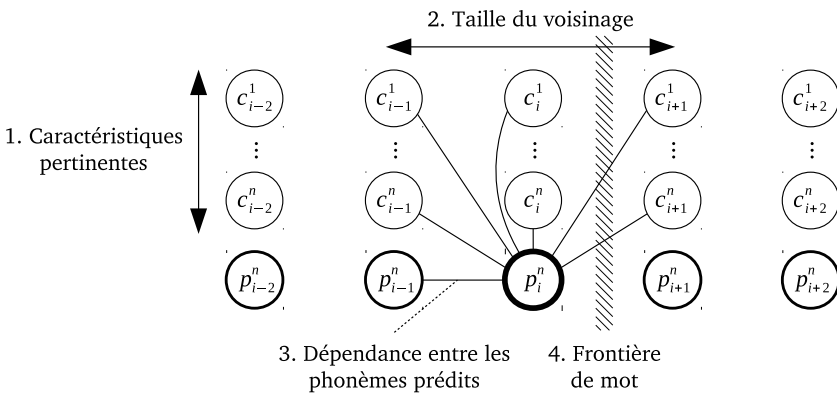 2. Taille du voisinage
c¹ᵢ₋₂ c¹ᵢ₋₁ c¹ᵢ c¹ᵢ₊₁ c¹ᵢ₊₂
1. Caractéristiques
pertinentes
⋮ ⋮ ⋮ ⋮ ⋮
cⁿᵢ₋₂ cⁿᵢ₋₁ cⁿᵢ cⁿᵢ₊₁ cⁿᵢ₊₂
pⁿᵢ₋₂ pⁿᵢ₋₁ pⁿᵢ pⁿᵢ₊₁ pⁿᵢ₊₂
3. Dépendance entre les
phonèmes prédits
4. Frontière
de mot